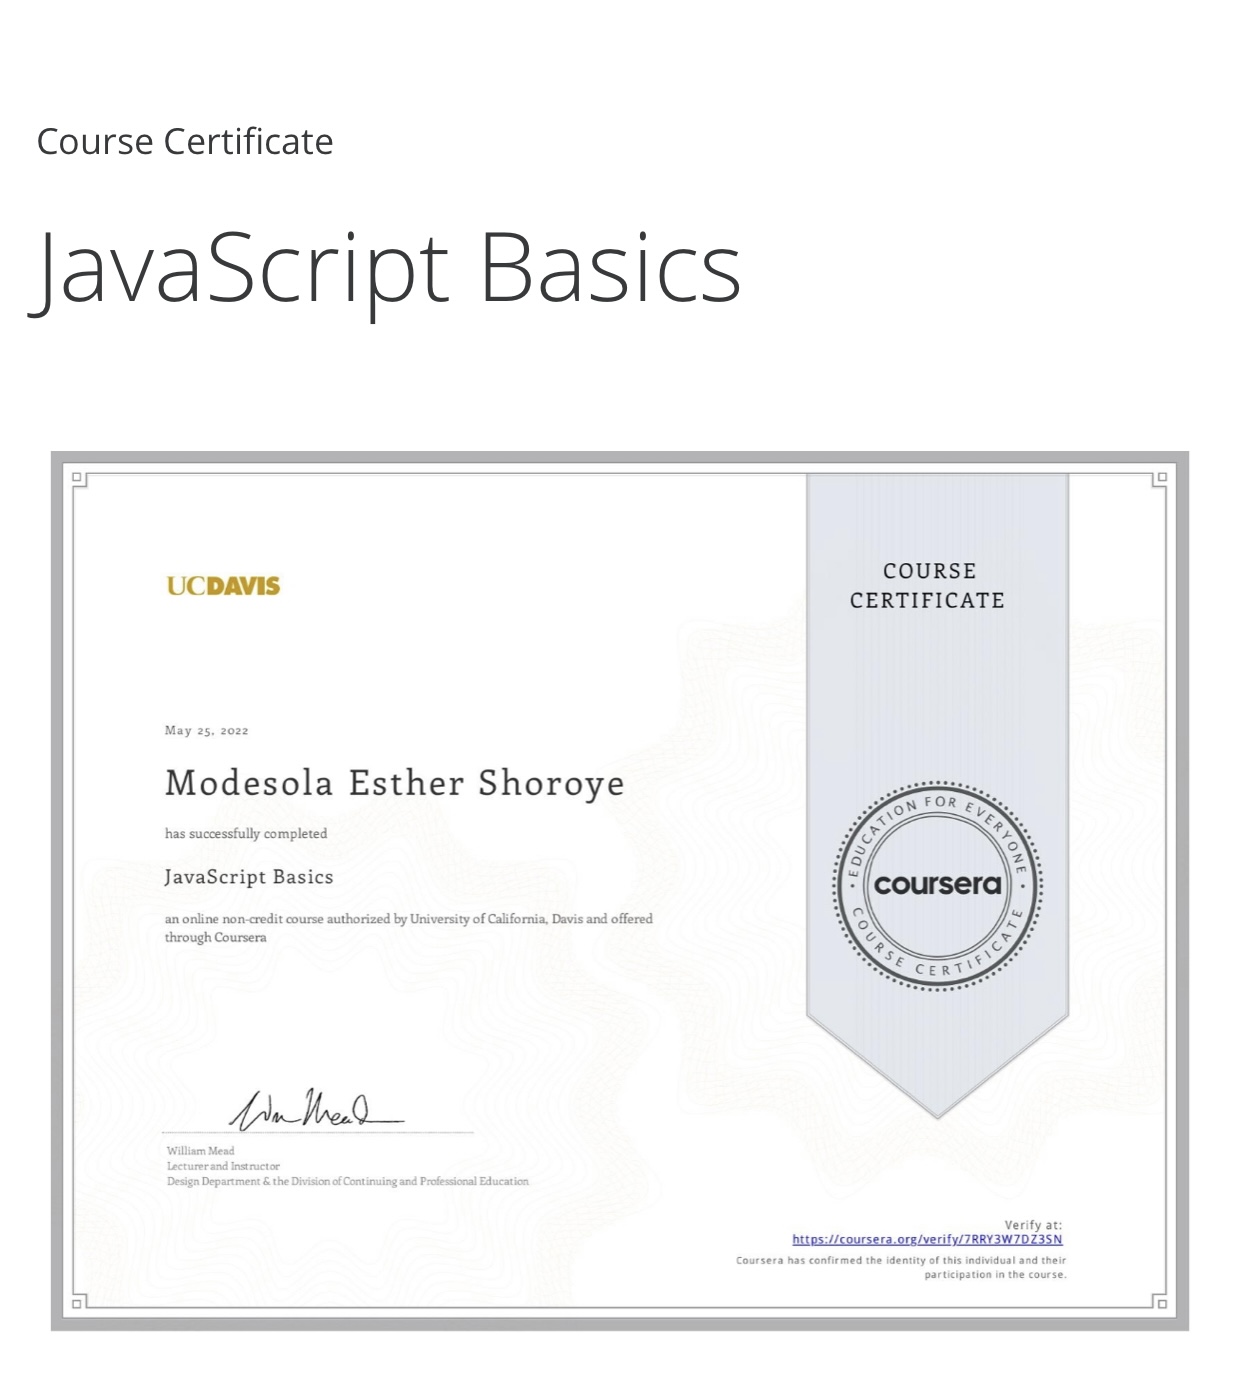 Course Certificate
JavaScript Basics
UCDAVIS
COURSE
CERTIFICATE
May 25, 2022
Modesola Esther Shoroye
has successfully completed
JavaScript Basics
an online non-credit course authorized by University of California, Davis and offered
through Coursera
EDUCATION FOR EVERYONE
coursera
COURSE CERTIFICATE
William Mead
Lecturer and Instructor
Design Department & the Division of Continuing and Professional Education
Verify at:
https://coursera.org/verify/7RRY3W7DZ3SN
Coursera has confirmed the identity of this individual and their
participation in the course.